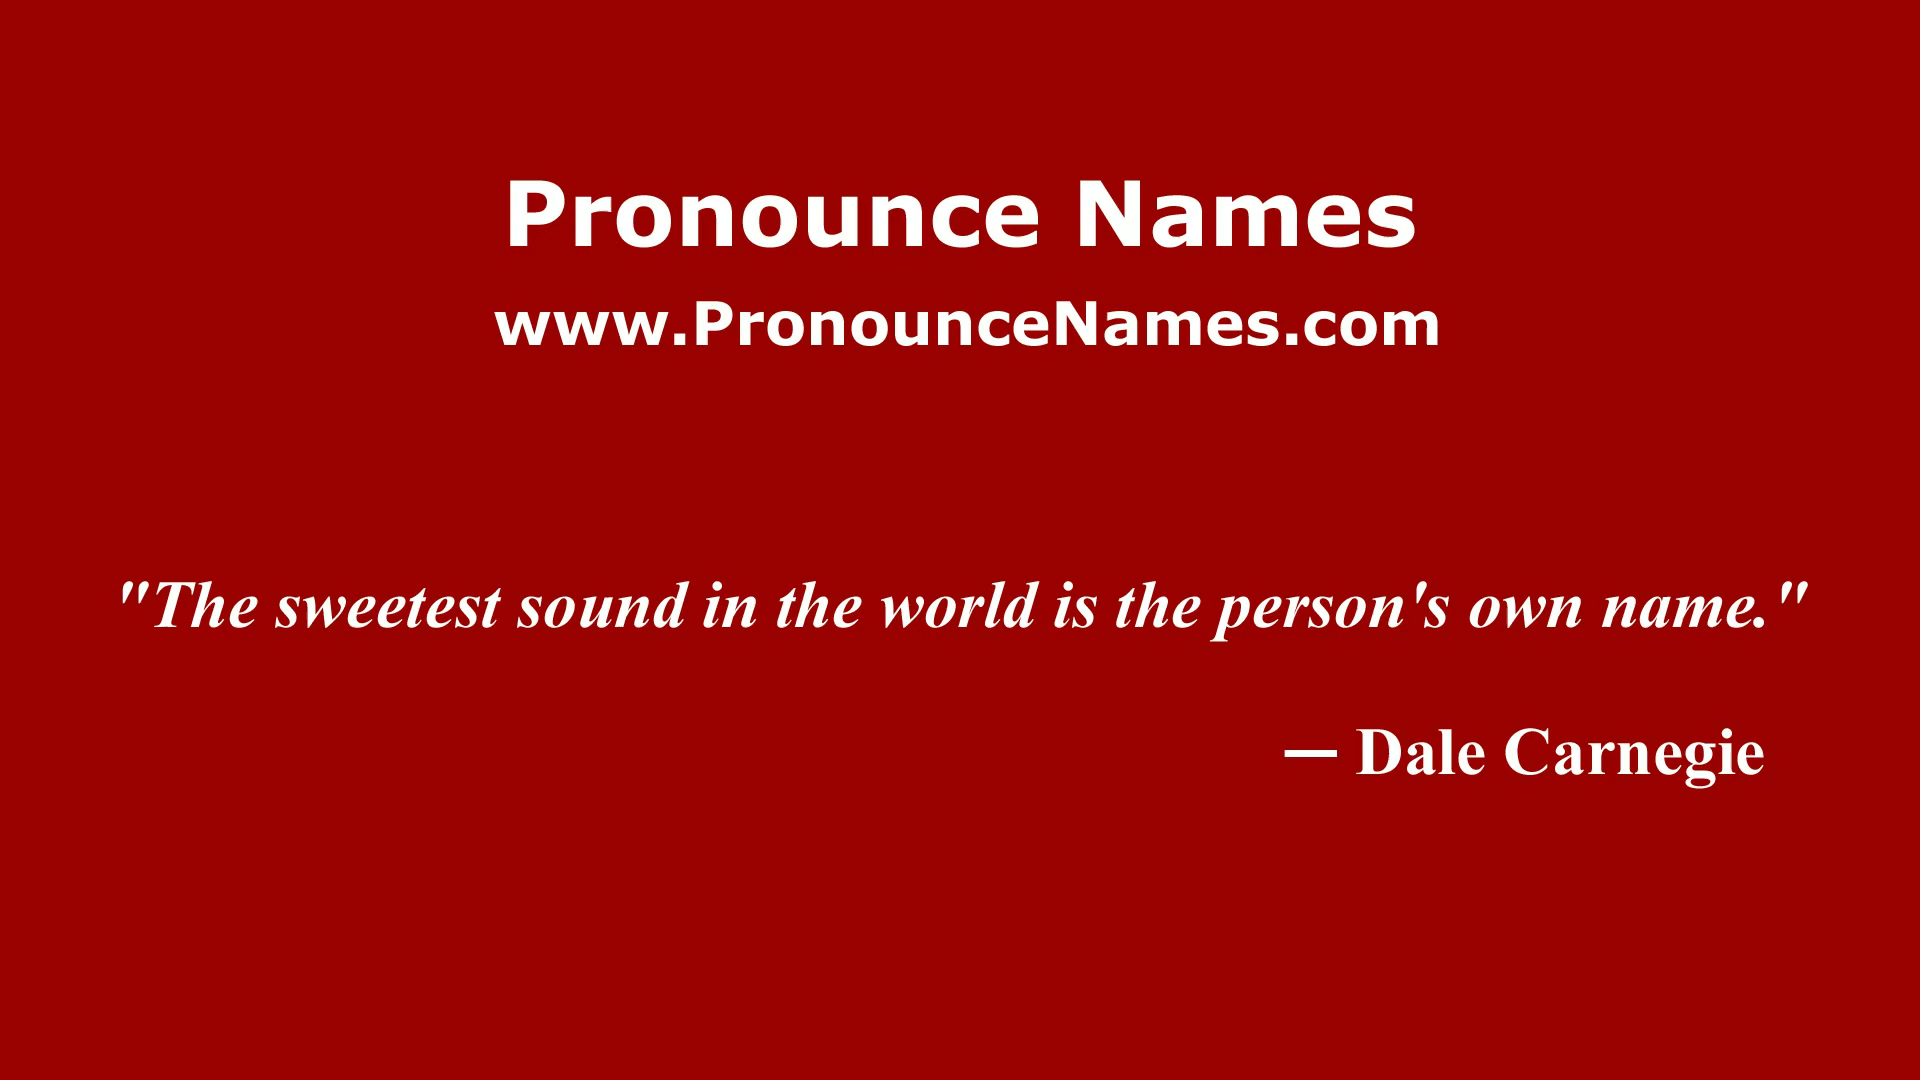 Pronounce Names
www.PronounceNames.com
"The sweetest sound in the world is the person's own name."
— Dale Carnegie